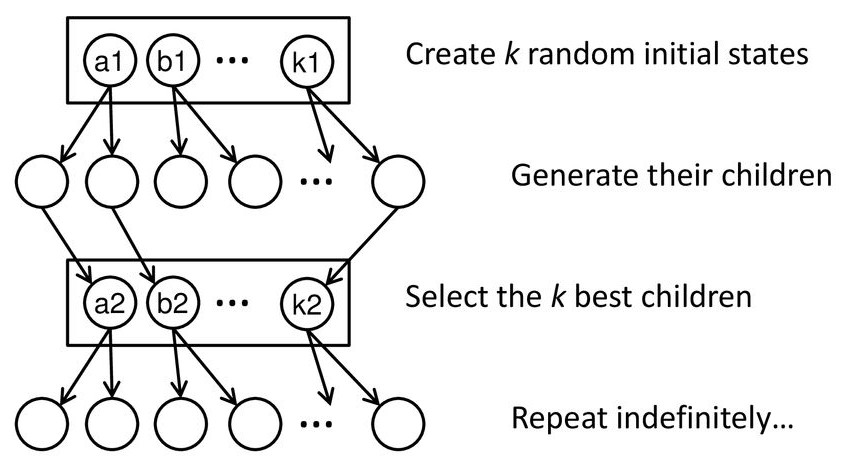 a1 b1 ... k1 Create k random initial states
... Generate their children
a2 b2 ... k2 Select the k best children
... Repeat indefinitely...